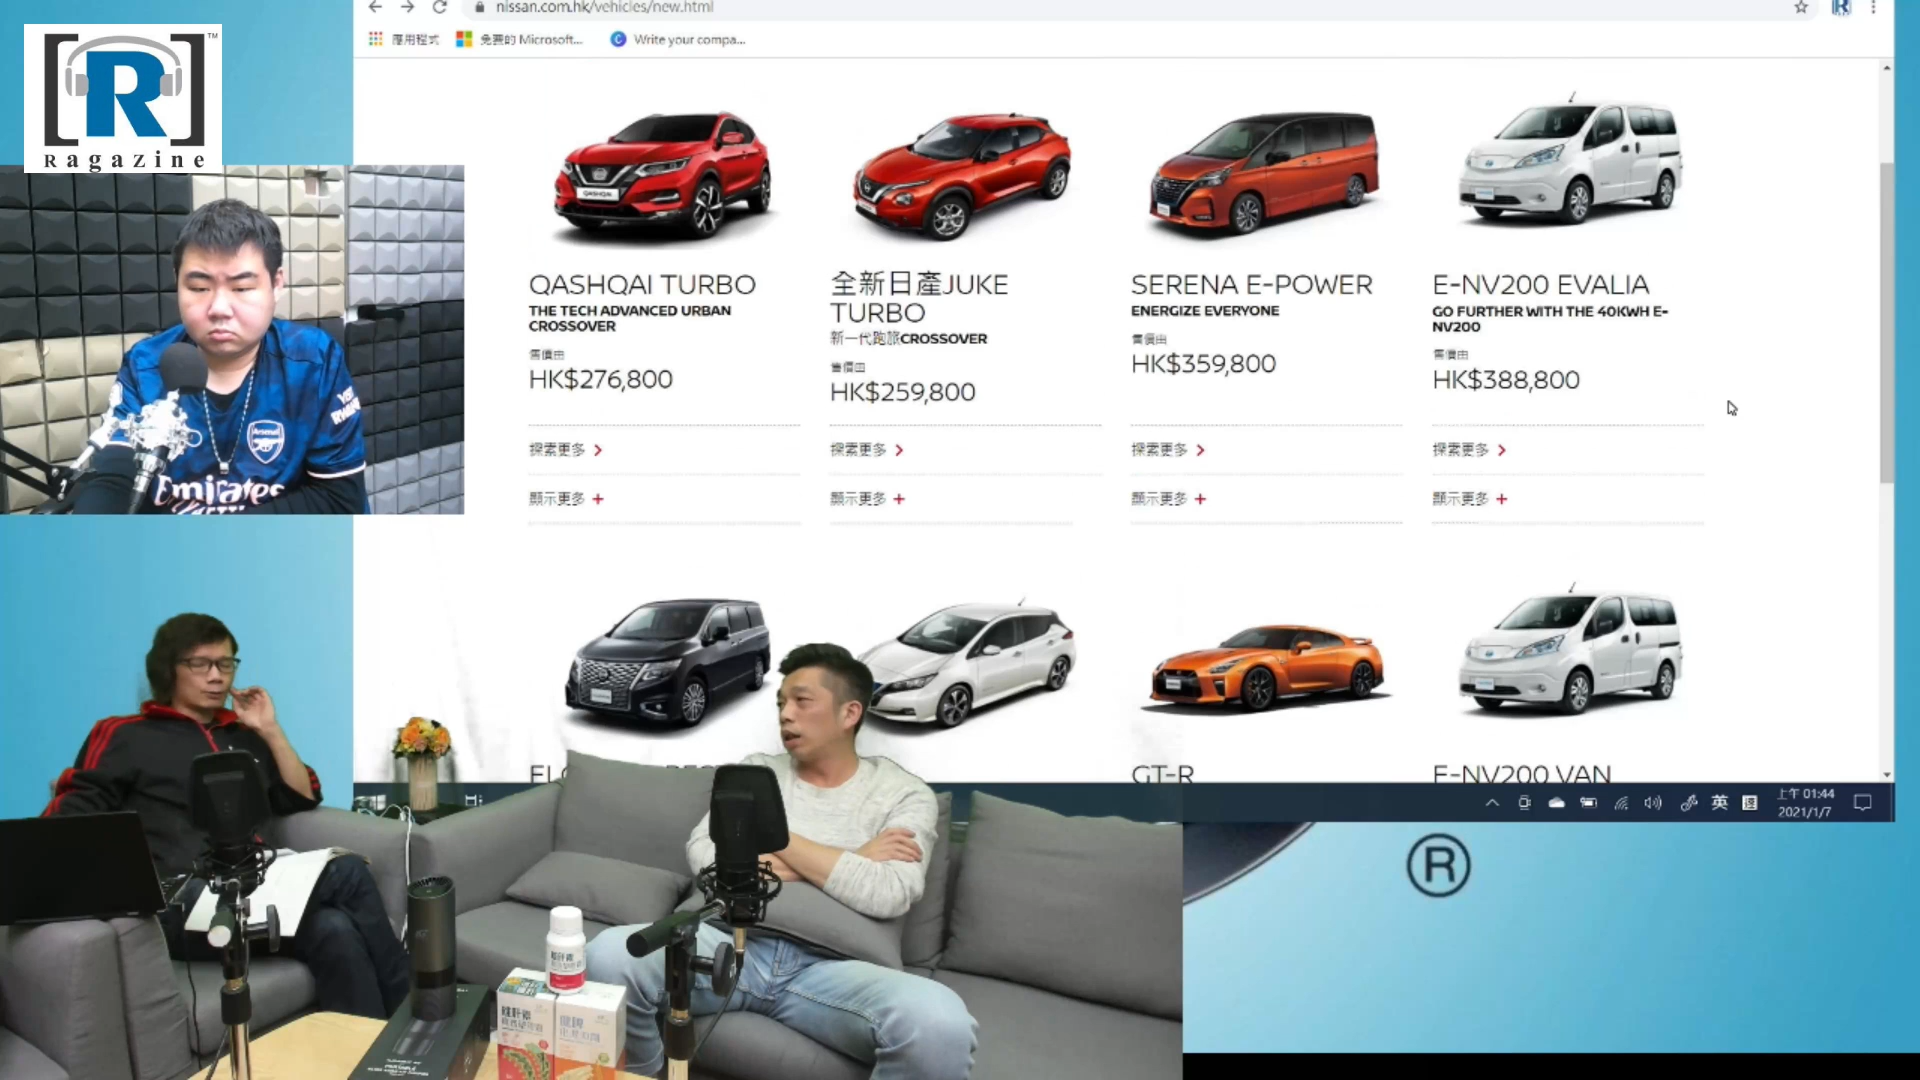 nissan.com.hk/vehicles/new.html
應用程式
免費的 Microsoft...
Write your compa...
R
TM
Ragazine
QASHQAI
QASHQAI TURBO
THE TECH ADVANCED URBAN
CROSSOVER
售價由
HK$276,800
探索更多
顯示更多 +
全新日產JUKE
TURBO
新一代跑旅CROSSOVER
售價由
HK$259,800
探索更多
顯示更多 +
SERENA E-POWER
ENERGIZE EVERYONE
售價由
HK$359,800
探索更多
顯示更多 +
E-NV200 EVALIA
GO FURTHER WITH THE 40KWH E-
NV200
售價由
HK$388,800
探索更多
顯示更多 +
Arsenal
Emirates
GT-R
E-NV200 VAN
英
上午 01:44
2021/1/7
®